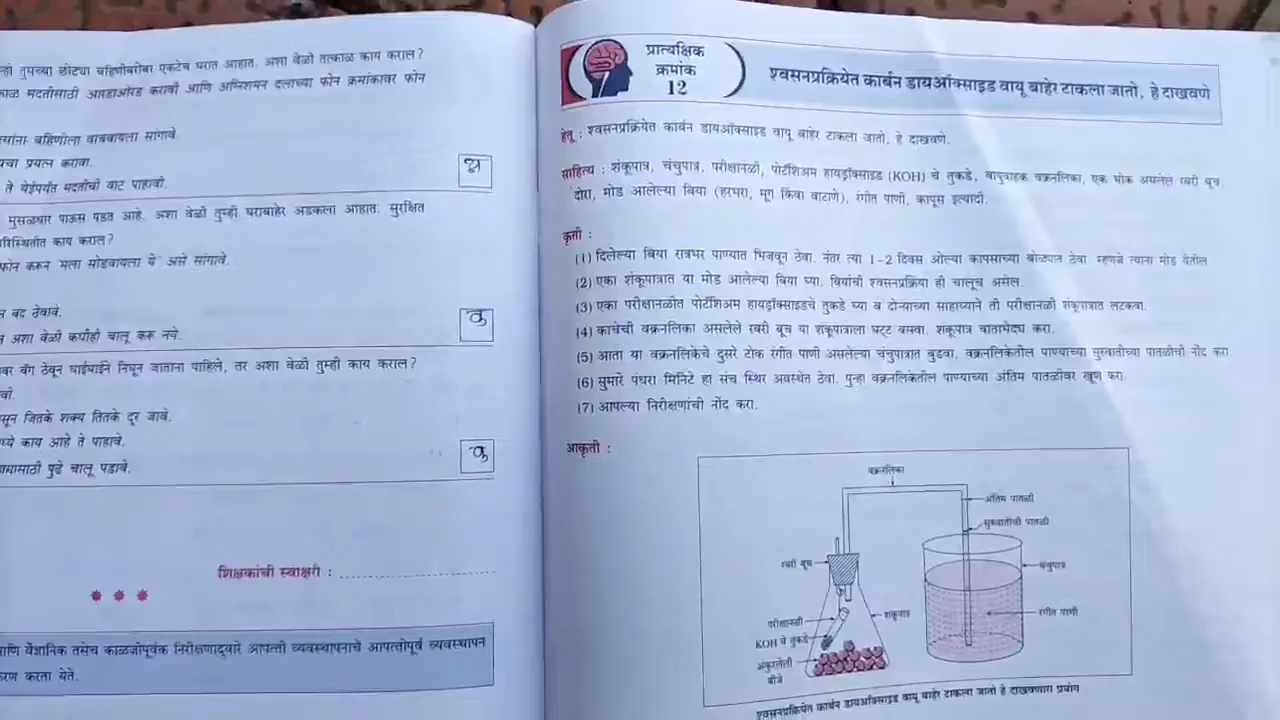 न्ही तुमच्या छोट्या बहिणीबरोबर एकटेच घरात आहात. अशा वेळी तत्काळ काय कराल?
काळ मदतीसाठी आरडाओरड करावी आणि अग्निशमन दलाच्या फोन क्रमांकावर फोन
त्यांना बहिणीला वाचवायला सांगावे.
याचा प्रयत्न करावा.
ते येईपर्यंत मदतीची वाट पाहावी.
मुसळधार पाऊस पडत आहे. अशा वेळी तुम्ही घराबाहेर अडकला आहात. सुरक्षित
रिस्थितीत काय कराल?
फोन करून 'मला सोडवायला ये' असे सांगावे.
न बंद ठेवावे.
न अशा वेळी कधीही चालू करू नये.
वर बॅग ठेवून घाईघाईने निघून जाताना पाहिले, तर अशा वेळी तुम्ही काय कराल?
वी.
सून जितके शक्य तितके दूर जावे.
ध्ये काय आहे ते पाहावे.
कामासाठी पुढे चालू पडावे.
शिक्षकांची स्वाक्षरी :
आणि वैज्ञानिक तसेच काळजीपूर्वक निरीक्षणाद्वारे आपत्ती व्यवस्थापनाचे आपत्तीपूर्व व्यवस्थापन
रण करता येते.
प्रात्यक्षिक
क्रमांक
12
श्वसनप्रक्रियेत कार्बन डायऑक्साइड वायू बाहेर टाकला जातो, हे दाखवणे
हेतू : श्वसनप्रक्रियेत कार्बन डायऑक्साइड वायू बाहेर टाकला जातो, हे दाखवणे.
साहित्य : शंकूपात्र, चंचुपात्र, परीक्षानळी, पोटॅशिअम हायड्रॉक्साइड (KOH) चे तुकडे, वायुवाहक वक्रनलिका, एक भोक असलेले रबरी बूच,
दोरा, मोड आलेल्या बिया (हरभरा, मूग किंवा वाटाणे), रंगीत पाणी, कापूस इत्यादी.
कृती :
(1) दिलेल्या बिया रात्रभर पाण्यात भिजवून ठेवा. नंतर त्या 1-2 दिवस ओल्या कापसाच्या बोळ्यात ठेवा म्हणजे त्यांना मोड येतील
(2) एका शंकूपात्रात या मोड आलेल्या बिया घ्या. बियांची श्वसनप्रक्रिया ही चालूच असेल.
(3) एका परीक्षानळीत पोटॅशिअम हायड्रॉक्साइडचे तुकडे घ्या व दोऱ्याच्या साहाय्याने ती परीक्षानळी शंकूपात्रात लटकवा.
(4) काचेची वक्रनलिका असलेले रबरी बूच या शंकूपात्राला घट्ट बसवा. शंकूपात्र वाताभेद्य करा.
(5) आता या वक्रनलिकेचे दुसरे टोक रंगीत पाणी असलेल्या चंचुपात्रात बुडवा. वक्रनलिकेतील पाण्याच्या सुरुवातीच्या पातळीची नोंद करा
(6) सुमारे पंधरा मिनिटे हा संच स्थिर अवस्थेत ठेवा. पुन्हा वक्रनलिकेतील पाण्याच्या अंतिम पातळीवर खूण करा.
(7) आपल्या निरीक्षणांची नोंद करा.
आकृती :
वक्रनलिका
अंतिम पातळी
सुरुवातीची पातळी
रबरी बूच
चंचुपात्र
परीक्षानळी
शंकूपात्र
रंगीत पाणी
KOH चे तुकडे
अंकुरलेली
बीजे
श्वसनप्रक्रियेत कार्बन डायऑक्साइड वायू बाहेर टाकला जातो हे दाखवणारा प्रयोग